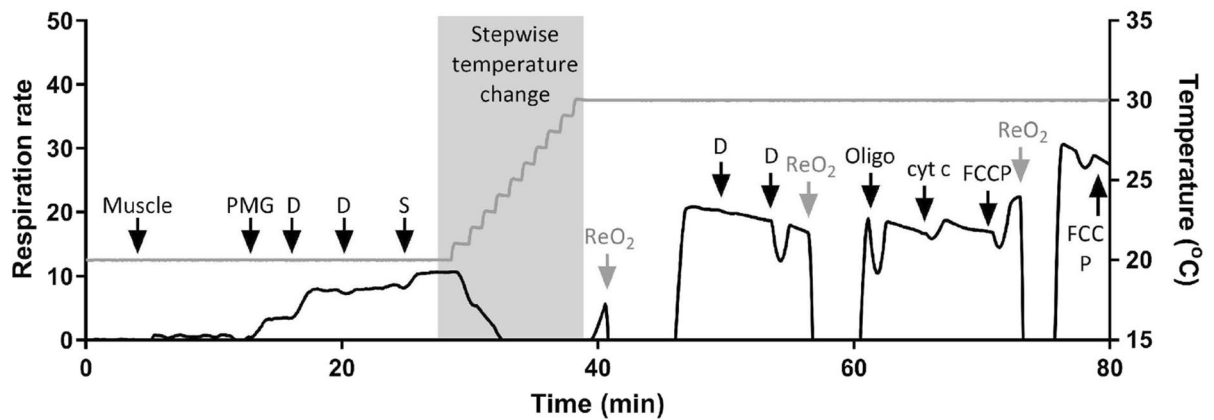 50
40
30
20
10
0
Respiration rate
Stepwise
temperature
change
Muscle
PMG
D
D
S
ReO2
D
D
ReO2
Oligo
cyt c
FCCP
ReO2
FCC
P
35
30
25
20
15
Temperature (°C)
0
20
40
60
80
Time (min)